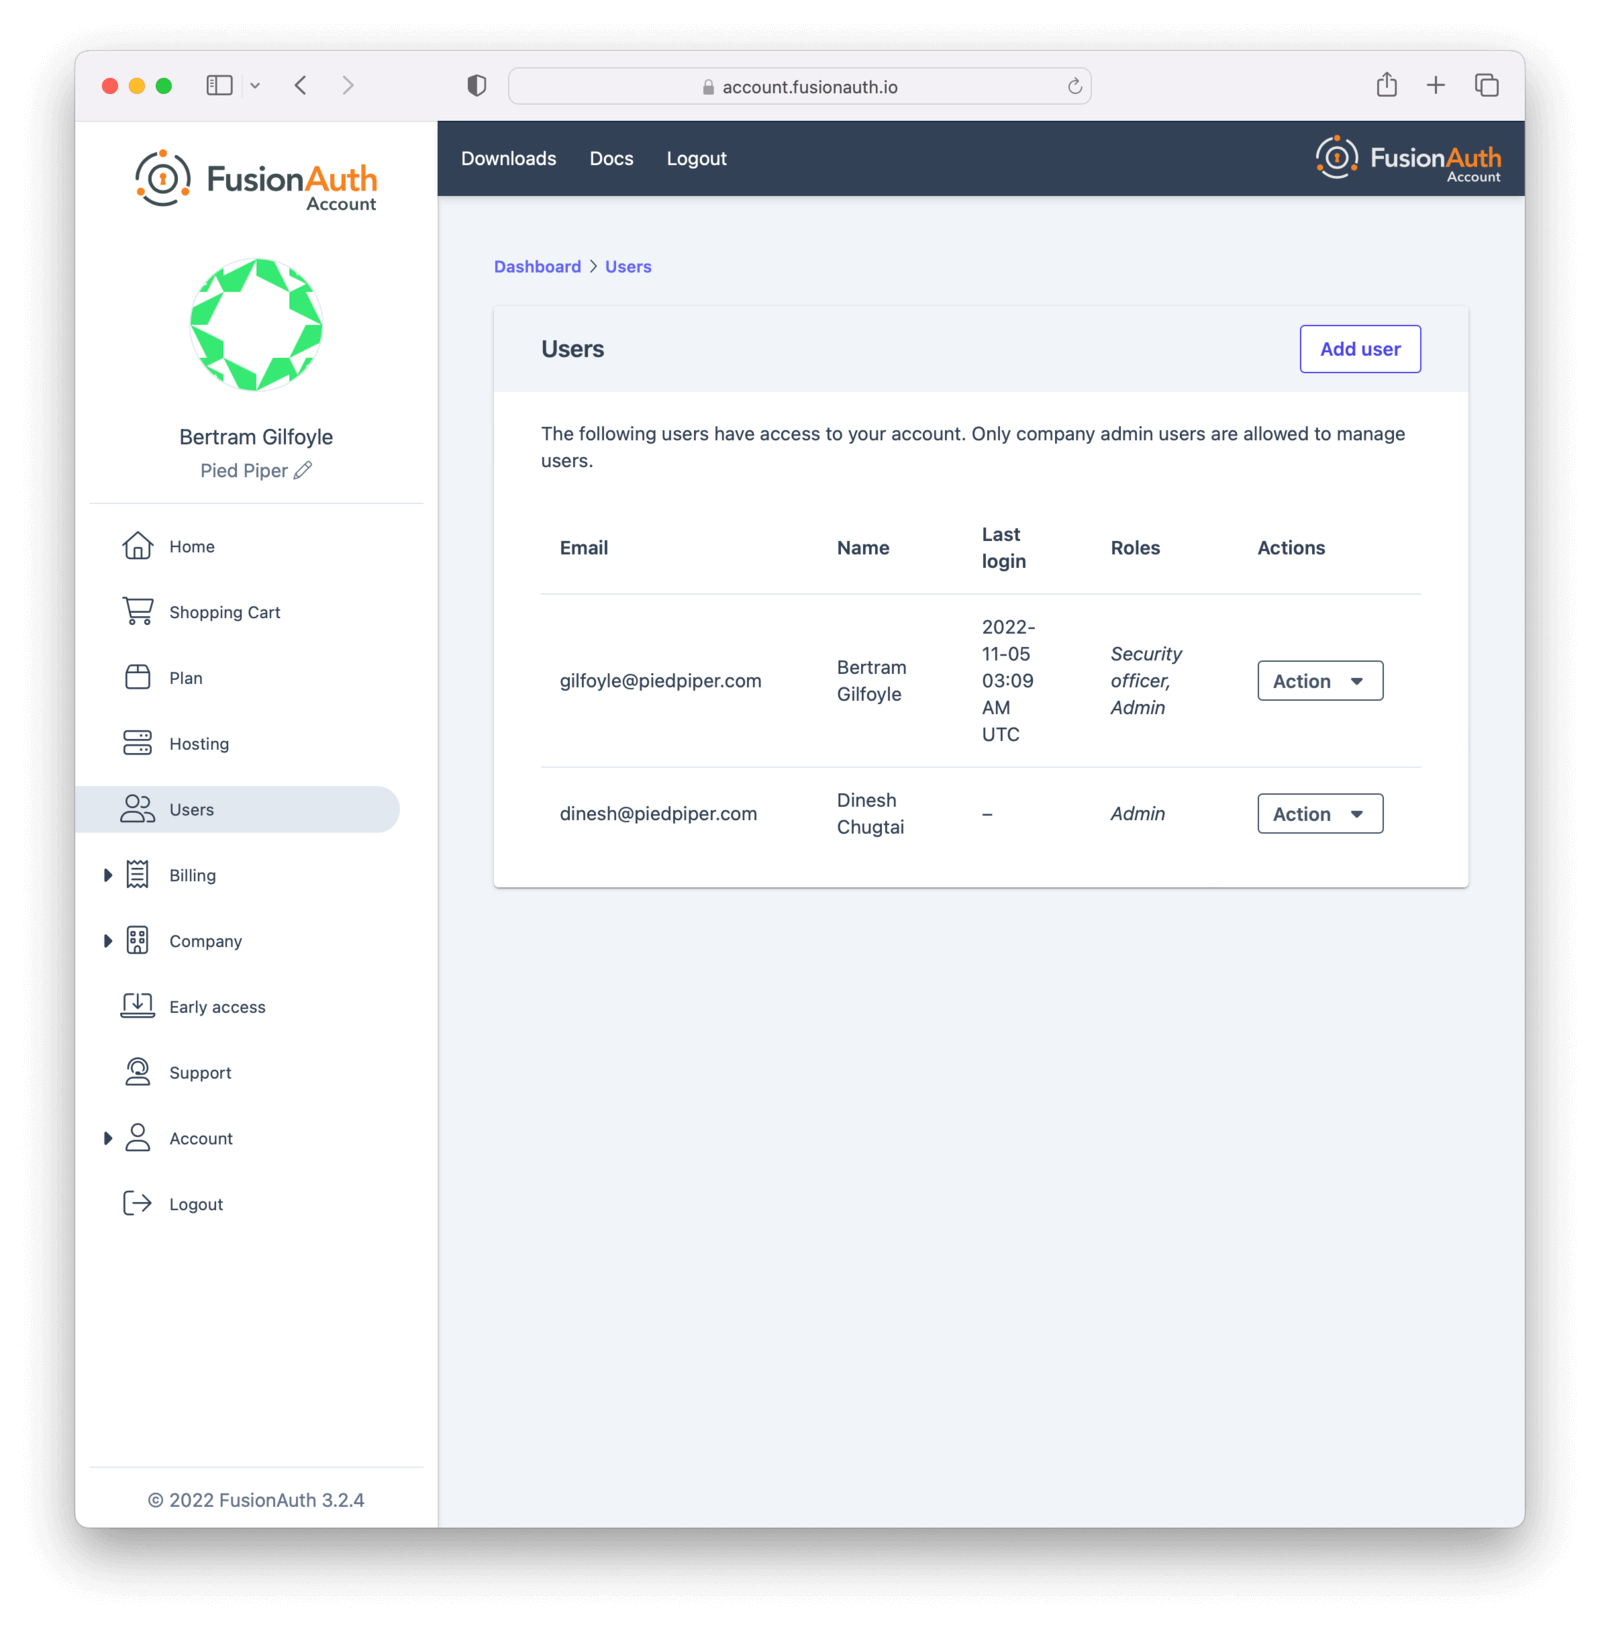 account.fusionauth.io
FusionAuth
Account
Bertram Gilfoyle
Pied Piper
Home
Shopping Cart
Plan
Hosting
Users
Billing
Company
Early access
Support
Account
Logout
© 2022 FusionAuth 3.2.4
Downloads Docs Logout
FusionAuth
Account
Dashboard > Users
Users
Add user
The following users have access to your account. Only company admin users are allowed to manage
users.
Email Name Last login Roles Actions
gilfoyle@piedpiper.com Bertram Gilfoyle 2022-11-05 03:09 AM UTC Security officer, Admin Action
dinesh@piedpiper.com Dinesh Chugtai – Admin Action